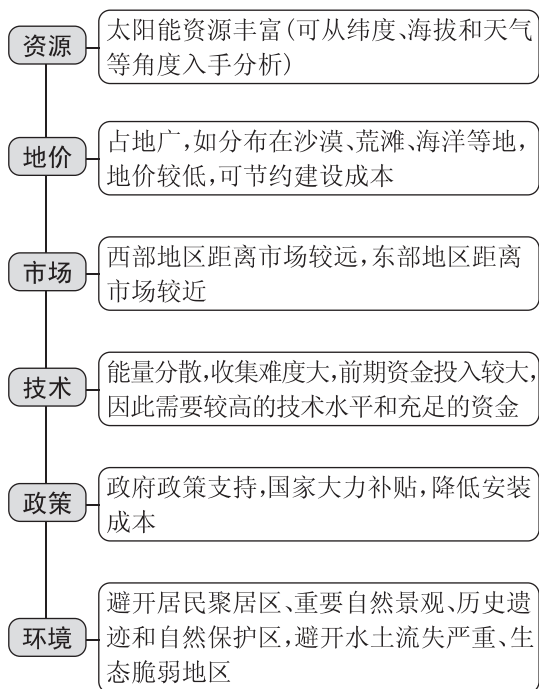 资源
太阳能资源丰富(可从纬度、海拔和天气
等角度入手分析)
地价
占地广,如分布在沙漠、荒滩、海洋等地,
地价较低,可节约建设成本
市场
西部地区距离市场较远,东部地区距离
市场较近
技术
能量分散,收集难度大,前期资金投入较大,
因此需要较高的技术水平和充足的资金
政策
政府政策支持,国家大力补贴,降低安装
成本
环境
避开居民聚居区、重要自然景观、历史遗
迹和自然保护区,避开水土流失严重、生
态脆弱地区